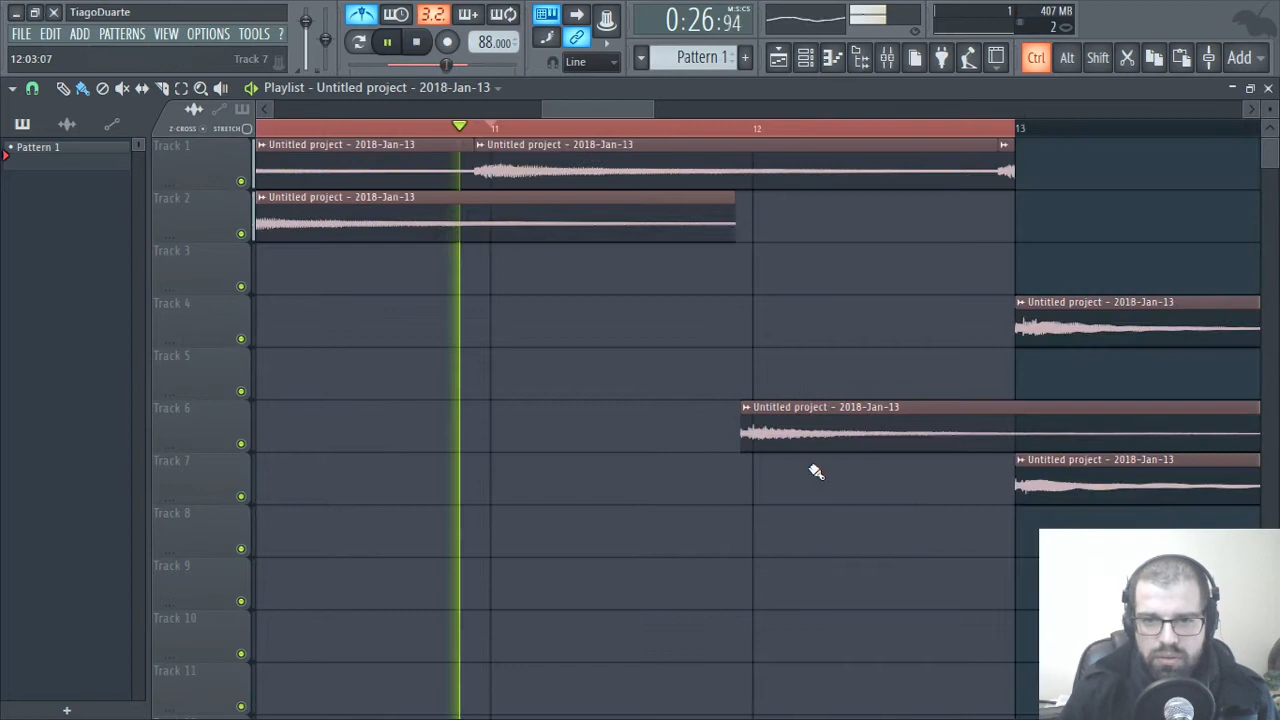 TiagoDuarte
FILE EDIT ADD PATTERNS VIEW OPTIONS TOOLS ?
12:03:07 Track 7
3.2.
88.000
Line
0:26:94
M:S:CS
Pattern 1
1
407 MB
2
Ctrl Alt Shift Add
Playlist - Untitled project - 2018-Jan-13
Z-CROSS STRETCH
11 12 13
Pattern 1
Track 1
Untitled project - 2018-Jan-13
Untitled project - 2018-Jan-13
Track 2
Untitled project - 2018-Jan-13
Track 3
Track 4
Untitled project - 2018-Jan-13
Track 5
Track 6
Untitled project - 2018-Jan-13
Track 7
Untitled project - 2018-Jan-13
Track 8
Track 9
Track 10
Track 11